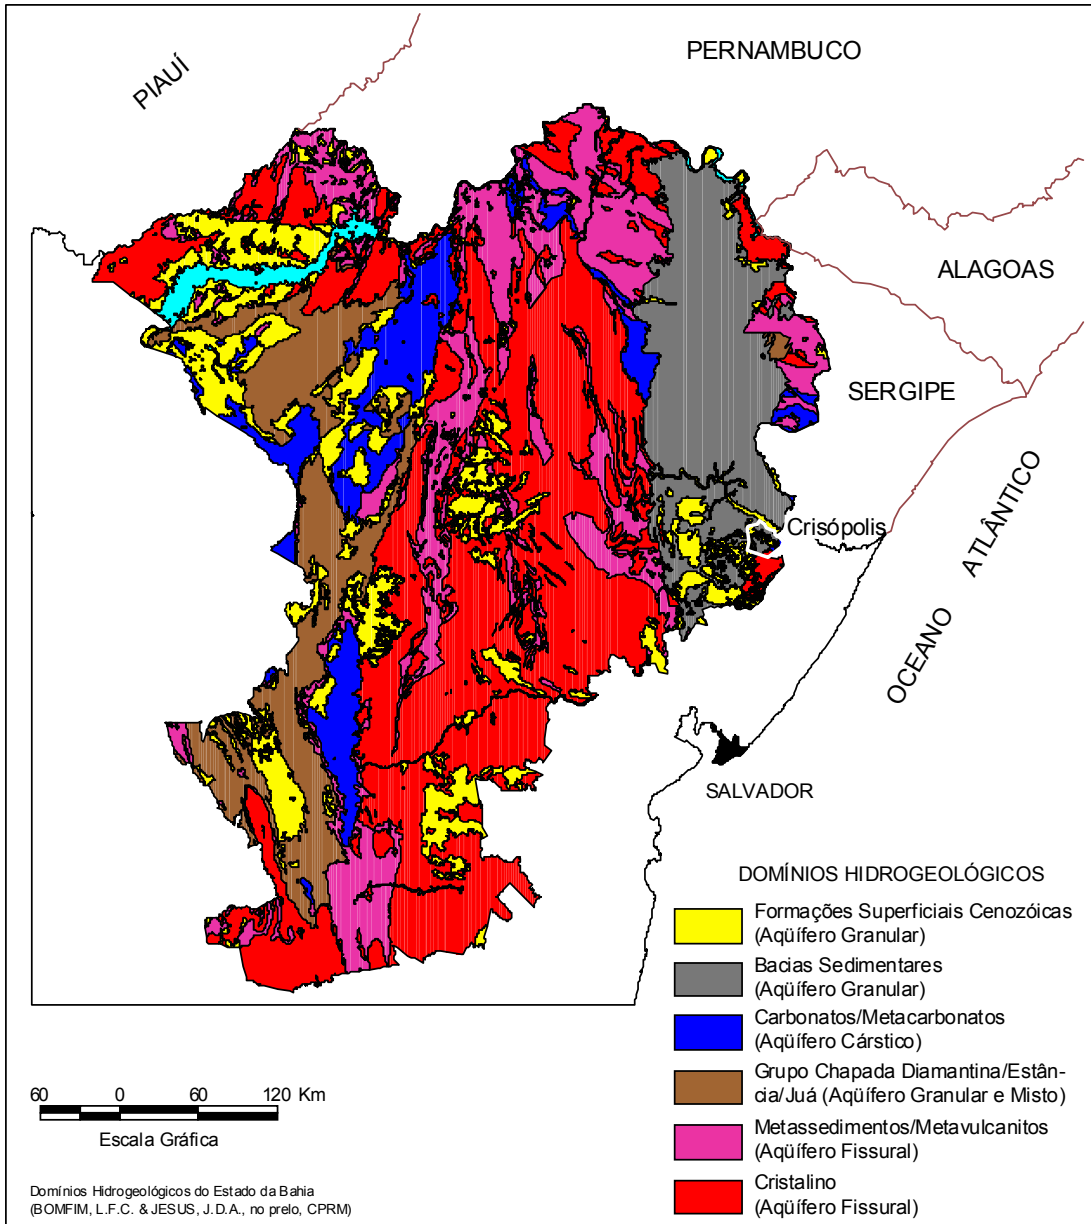 PIAUÍ
PERNAMBUCO
ALAGOAS
SERGIPE
OCEANO ATLÂNTICO
Crisópolis
SALVADOR
DOMÍNIOS HIDROGEOLÓGICOS
Formações Superficiais Cenozóicas
(Aqüífero Granular)
Bacias Sedimentares
(Aqüífero Granular)
Carbonatos/Metacarbonatos
(Aqüífero Cárstico)
Grupo Chapada Diamantina/Estân-
cia/Juá (Aqüífero Granular e Misto)
Metassedimentos/Metavulcanitos
(Aqüífero Fissural)
Cristalino
(Aqüífero Fissural)
60 0 60 120 Km
Escala Gráfica
Domínios Hidrogeológicos do Estado da Bahia
(BOMFIM, L.F.C. & JESUS, J.D.A., no prelo, CPRM)